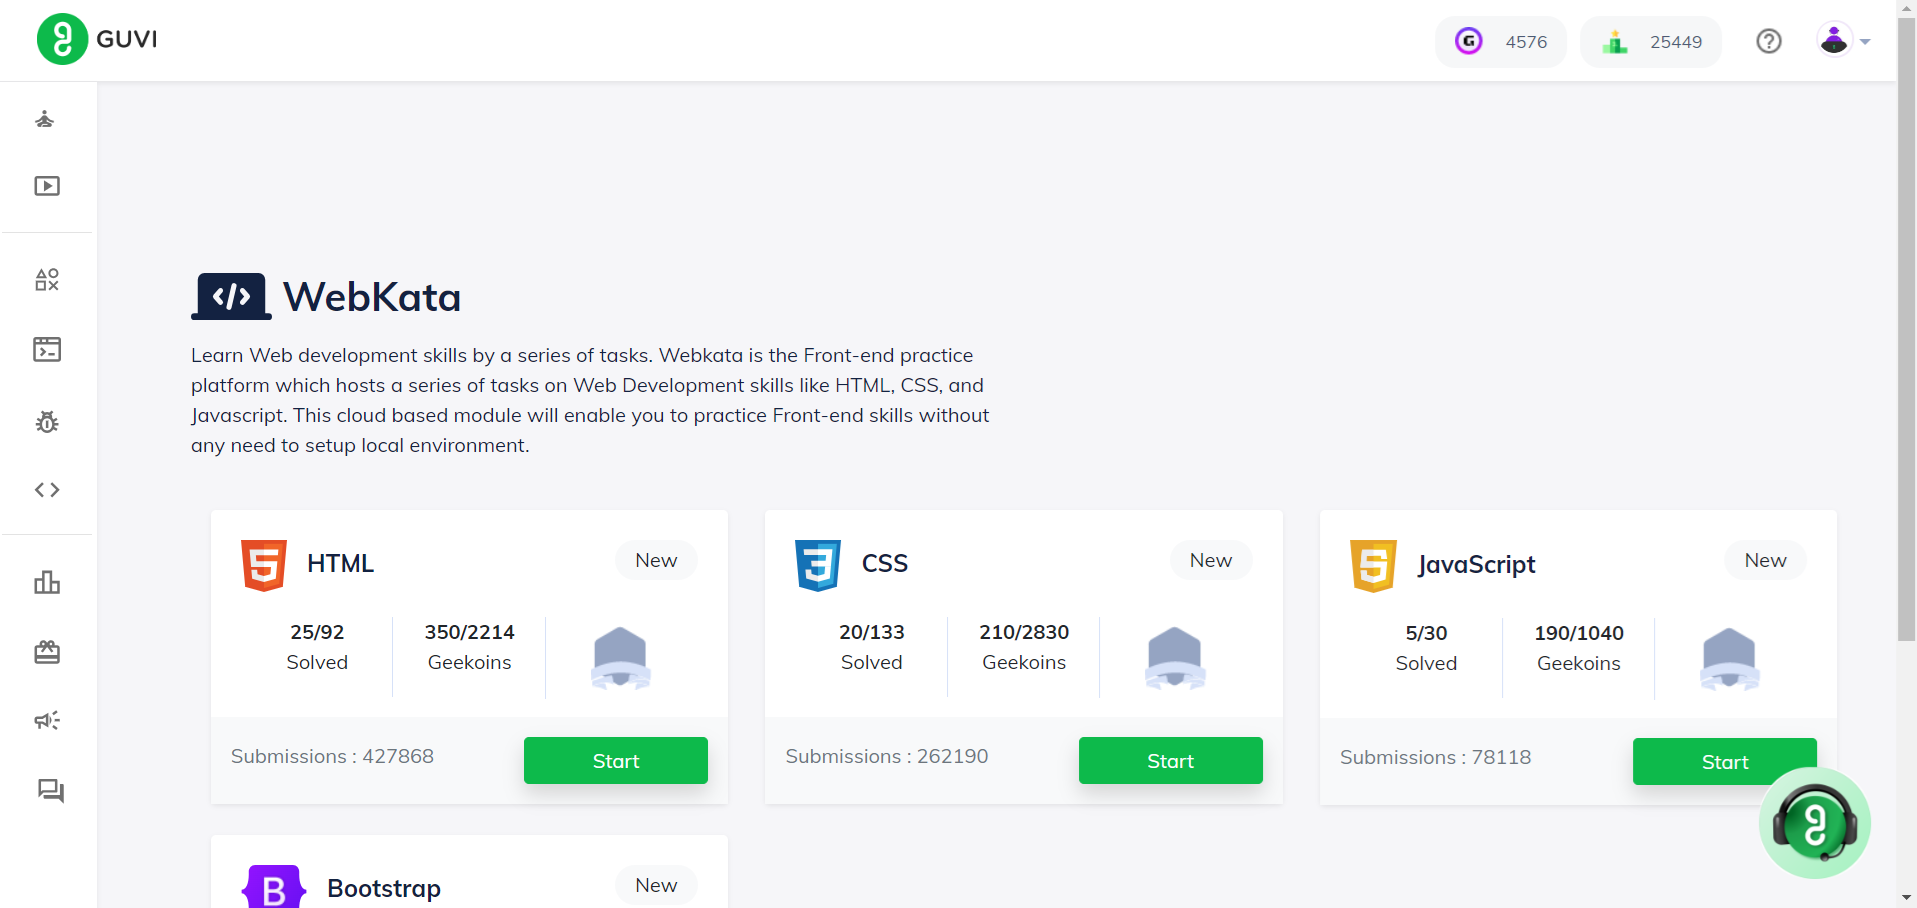 GUVI
4576
25449
WebKata
Learn Web development skills by a series of tasks. Webkata is the Front-end practice
platform which hosts a series of tasks on Web Development skills like HTML, CSS, and
Javascript. This cloud based module will enable you to practice Front-end skills without
any need to setup local environment.
HTML
New
25/92
Solved
350/2214
Geekoins
Submissions : 427868
Start
CSS
New
20/133
Solved
210/2830
Geekoins
Submissions : 262190
Start
JavaScript
New
5/30
Solved
190/1040
Geekoins
Submissions : 78118
Start
Bootstrap
New